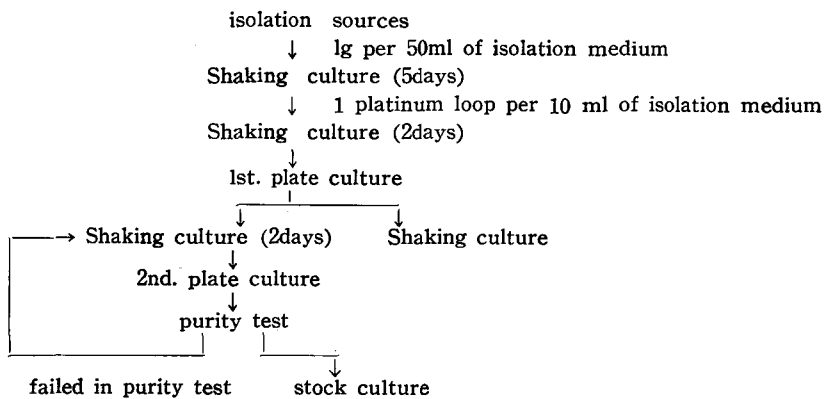 isolation sources
↓ 1g per 50ml of isolation medium
Shaking culture (5days)
↓ 1 platinum loop per 10 ml of isolation medium
Shaking culture (2days)
↓
1st. plate culture
↓ ↓
→ Shaking culture (2days) Shaking culture
↓
2nd. plate culture
↓
purity test
↓
failed in purity test stock culture